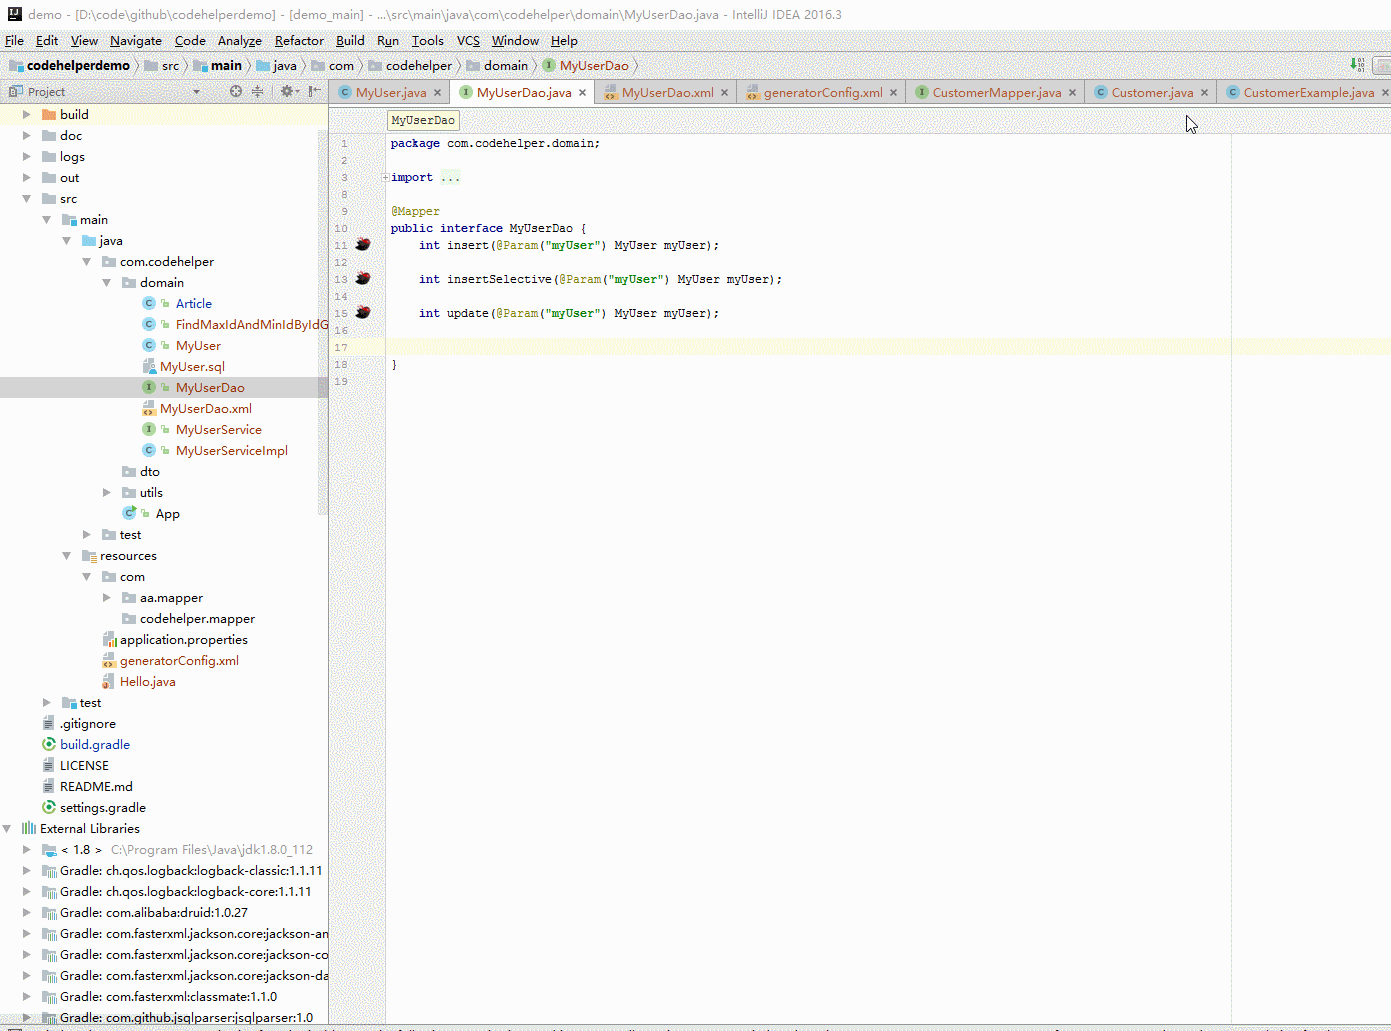 demo - [D:\code\github\codehelperdemo] - [demo_main] - ...\src\main\java\com\codehelper\domain\MyUserDao.java - IntelliJ IDEA 2016.3
File Edit View Navigate Code Analyze Refactor Build Run Tools VCS Window Help
codehelperdemo src main java com codehelper domain MyUserDao
Project
MyUser.java MyUserDao.java MyUserDao.xml generatorConfig.xml CustomerMapper.java Customer.java CustomerExample.java
build
doc
logs
out
src
main
java
com.codehelper
domain
Article
FindMaxIdAndMinIdByIdG
MyUser
MyUser.sql
MyUserDao
MyUserDao.xml
MyUserService
MyUserServiceImpl
dto
utils
App
test
resources
com
aa.mapper
codehelper.mapper
application.properties
generatorConfig.xml
Hello.java
test
.gitignore
build.gradle
LICENSE
README.md
settings.gradle
External Libraries
< 1.8 > C:\Program Files\Java\jdk1.8.0_112
Gradle: ch.qos.logback:logback-classic:1.1.11
Gradle: ch.qos.logback:logback-core:1.1.11
Gradle: com.alibaba:druid:1.0.27
Gradle: com.fasterxml.jackson.core:jackson-an
Gradle: com.fasterxml.jackson.core:jackson-co
Gradle: com.fasterxml.jackson.core:jackson-da
Gradle: com.fasterxml:classmate:1.1.0
Gradle: com.github.jsqlparser:jsqlparser:1.0
MyUserDao
1 package com.codehelper.domain;
2
3 import ...
8
9 @Mapper
10 public interface MyUserDao {
11 int insert(@Param("myUser") MyUser myUser);
12
13 int insertSelective(@Param("myUser") MyUser myUser);
14
15 int update(@Param("myUser") MyUser myUser);
16
17
18 }
19